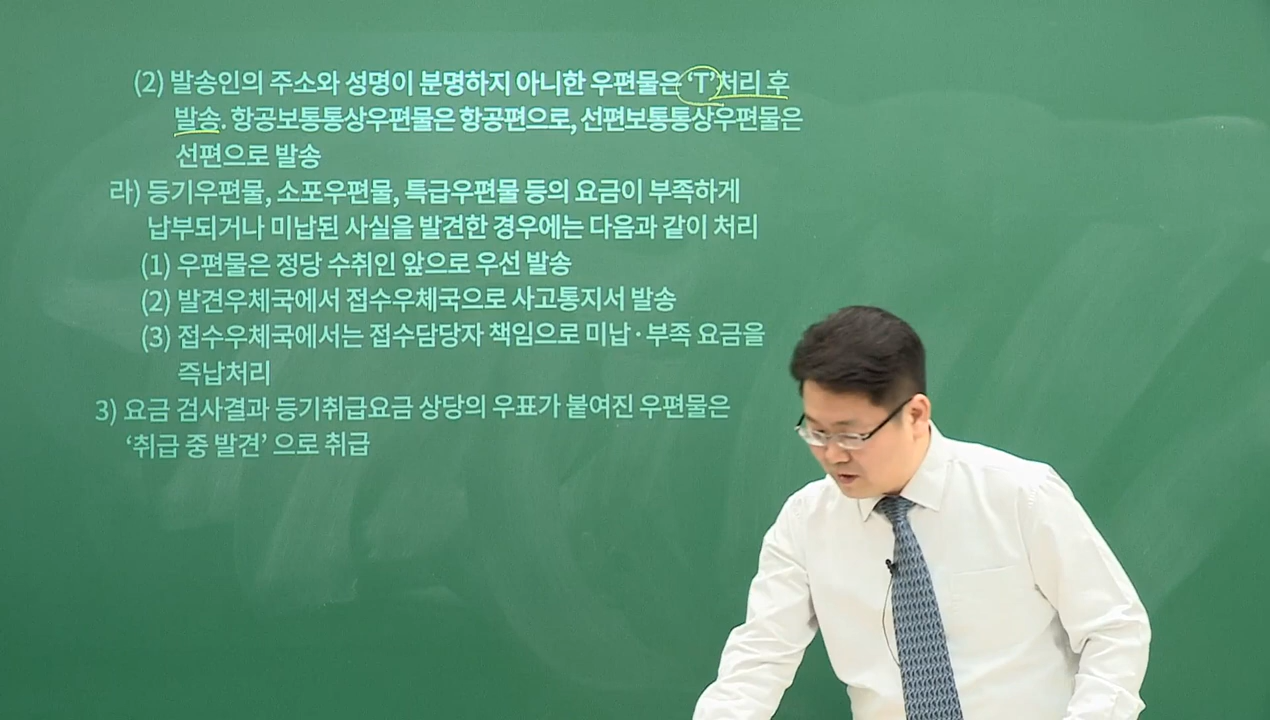 (2) 발송인의 주소와 성명이 분명하지 아니한 우편물은 ‘T’처리 후
발송. 항공보통통상우편물은 항공편으로, 선편보통통상우편물은
선편으로 발송
라) 등기우편물, 소포우편물, 특급우편물 등의 요금이 부족하게
납부되거나 미납된 사실을 발견한 경우에는 다음과 같이 처리
(1) 우편물은 정당 수취인 앞으로 우선 발송
(2) 발견우체국에서 접수우체국으로 사고통지서 발송
(3) 접수우체국에서는 접수담당자 책임으로 미납·부족 요금을
즉납처리
3) 요금 검사결과 등기취급요금 상당의 우표가 붙여진 우편물은
‘취급 중 발견’ 으로 취급